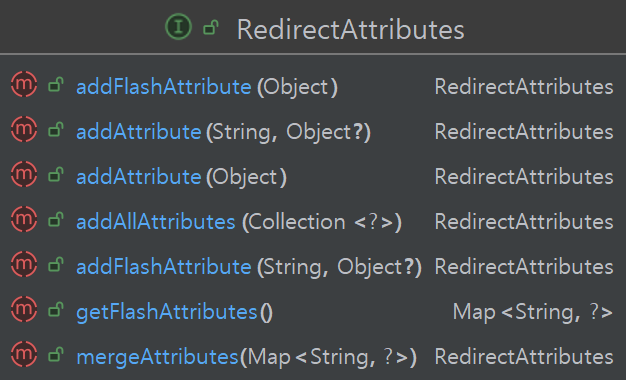 I RedirectAttributes
m addFlashAttribute(Object) RedirectAttributes
m addAttribute(String, Object?) RedirectAttributes
m addAttribute(Object) RedirectAttributes
m addAllAttributes(Collection<?>) RedirectAttributes
m addFlashAttribute(String, Object?) RedirectAttributes
m getFlashAttributes() Map<String, ?>
m mergeAttributes(Map<String, ?>) RedirectAttributes